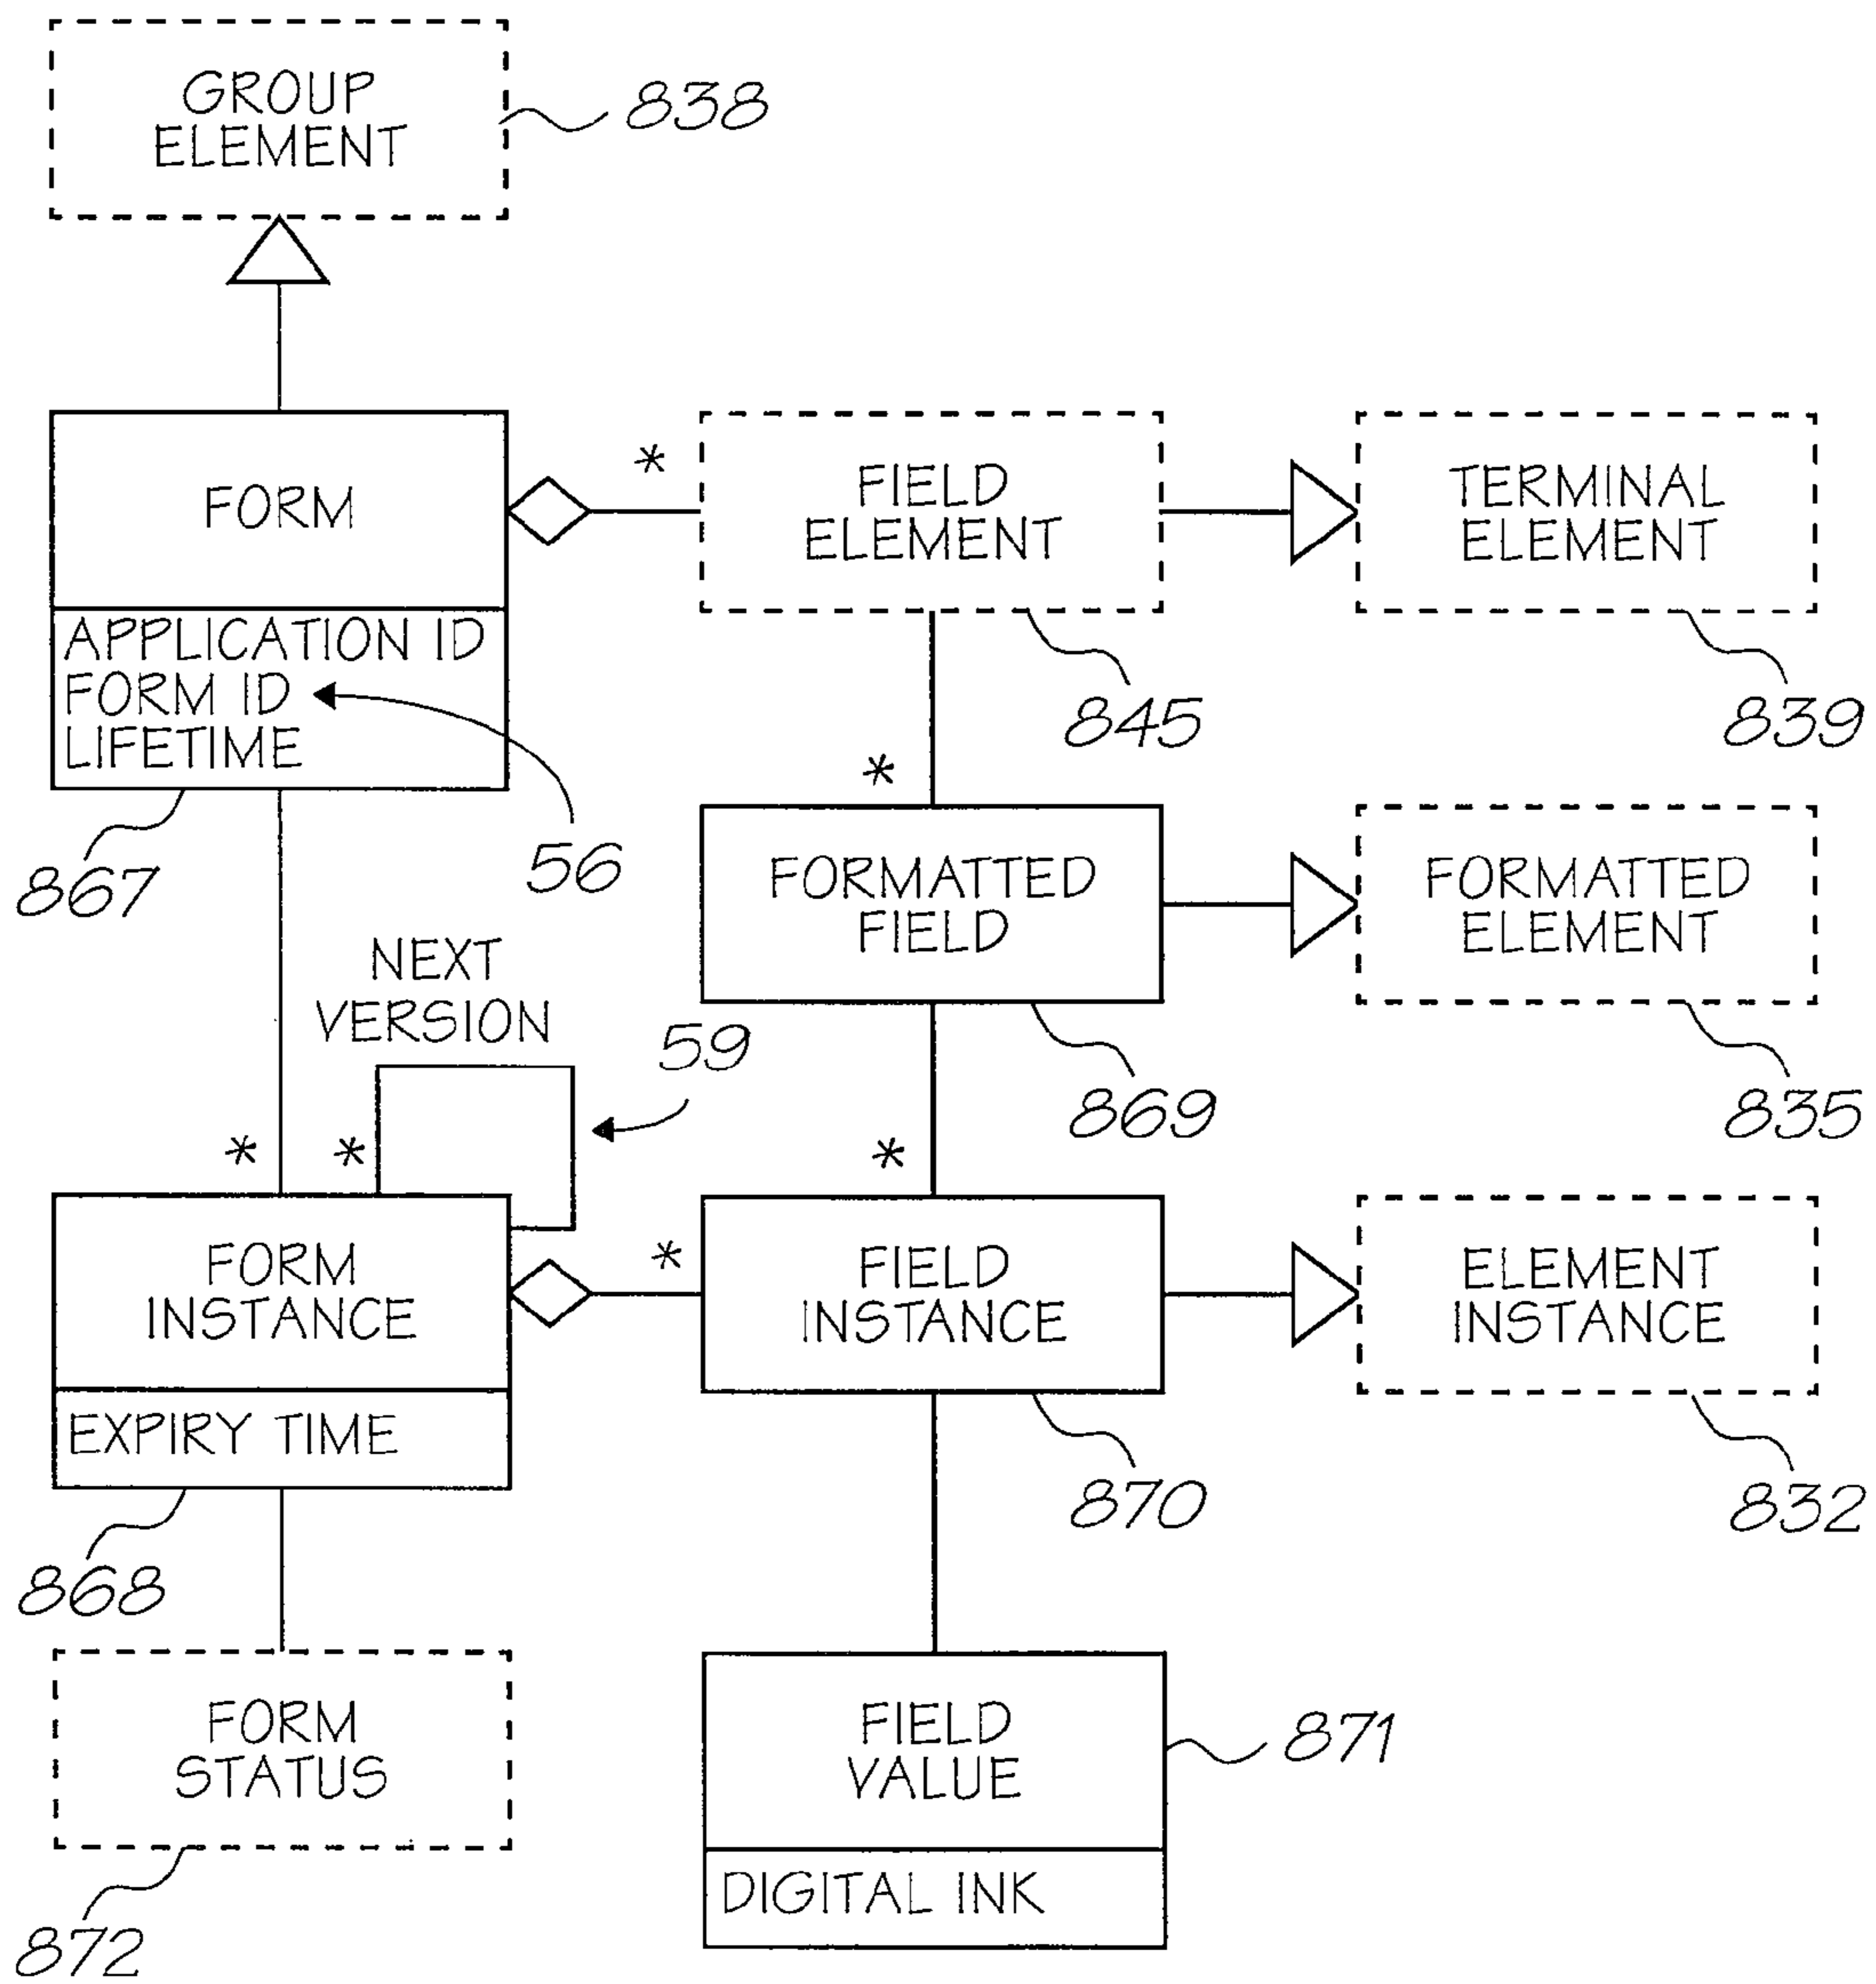 GROUP
ELEMENT
838
FORM
*
FIELD
ELEMENT
TERMINAL
ELEMENT
APPLICATION ID
FORM ID
LIFETIME
845
839
867
56
*
FORMATTED
FIELD
FORMATTED
ELEMENT
NEXT
VERSION
59
869
835
*
*
*
FORM
INSTANCE
*
FIELD
INSTANCE
ELEMENT
INSTANCE
EXPIRY TIME
870
832
868
FORM
STATUS
FIELD
VALUE
871
DIGITAL INK
872